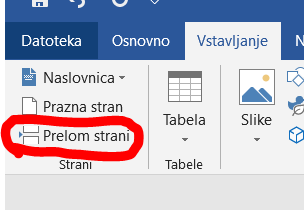 Datoteka Osnovno Vstavljanje
Naslovnica
Prazna stran
Prelom strani
Strani
Tabela
Tabele
Slike